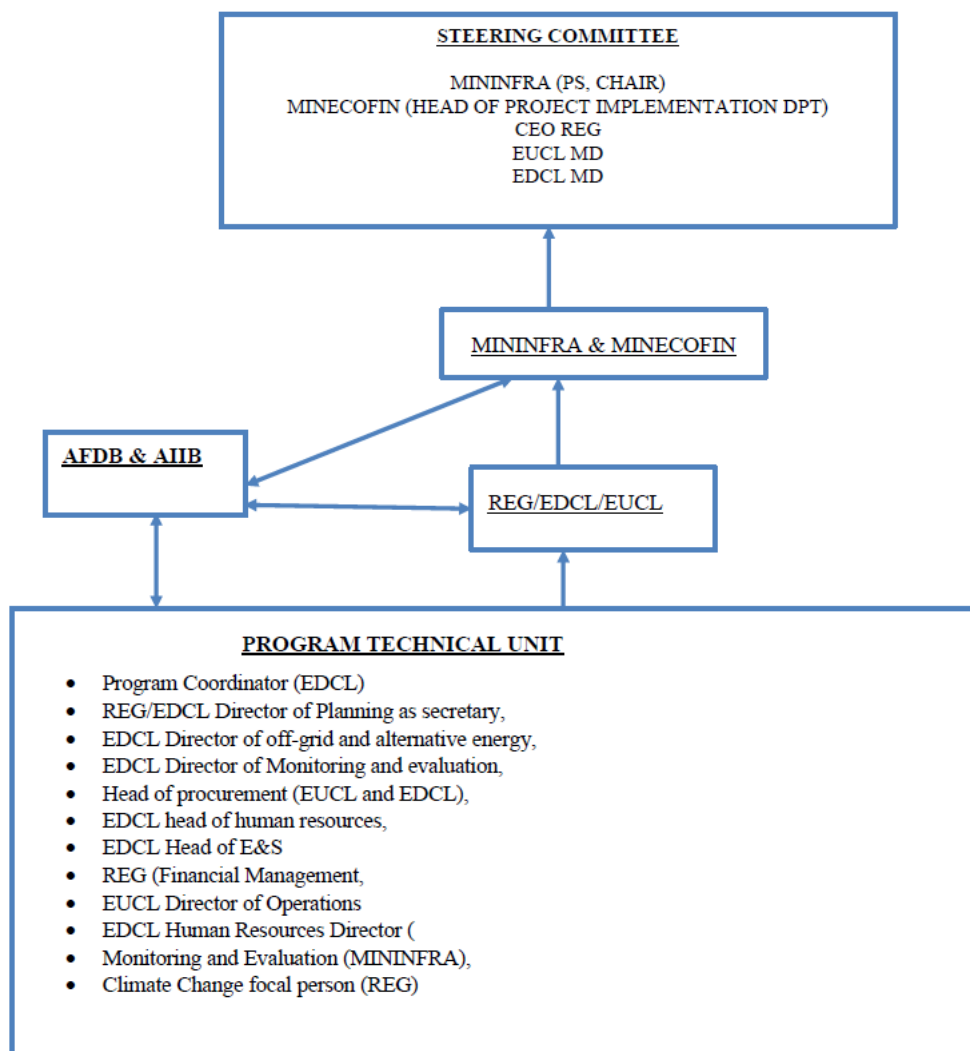 STEERING COMMITTEE
MININFRA (PS, CHAIR)
MINECOFIN (HEAD OF PROJECT IMPLEMENTATION DPT)
CEO REG
EUCL MD
EDCL MD
MININFRA & MINECOFIN
AFDB & AIIB
REG/EDCL/EUCL
PROGRAM TECHNICAL UNIT
• Program Coordinator (EDCL)
• REG/EDCL Director of Planning as secretary,
• EDCL Director of off-grid and alternative energy,
• EDCL Director of Monitoring and evaluation,
• Head of procurement (EUCL and EDCL),
• EDCL head of human resources,
• EDCL Head of E&S
• REG (Financial Management,
• EUCL Director of Operations
• EDCL Human Resources Director (
• Monitoring and Evaluation (MININFRA),
• Climate Change focal person (REG)